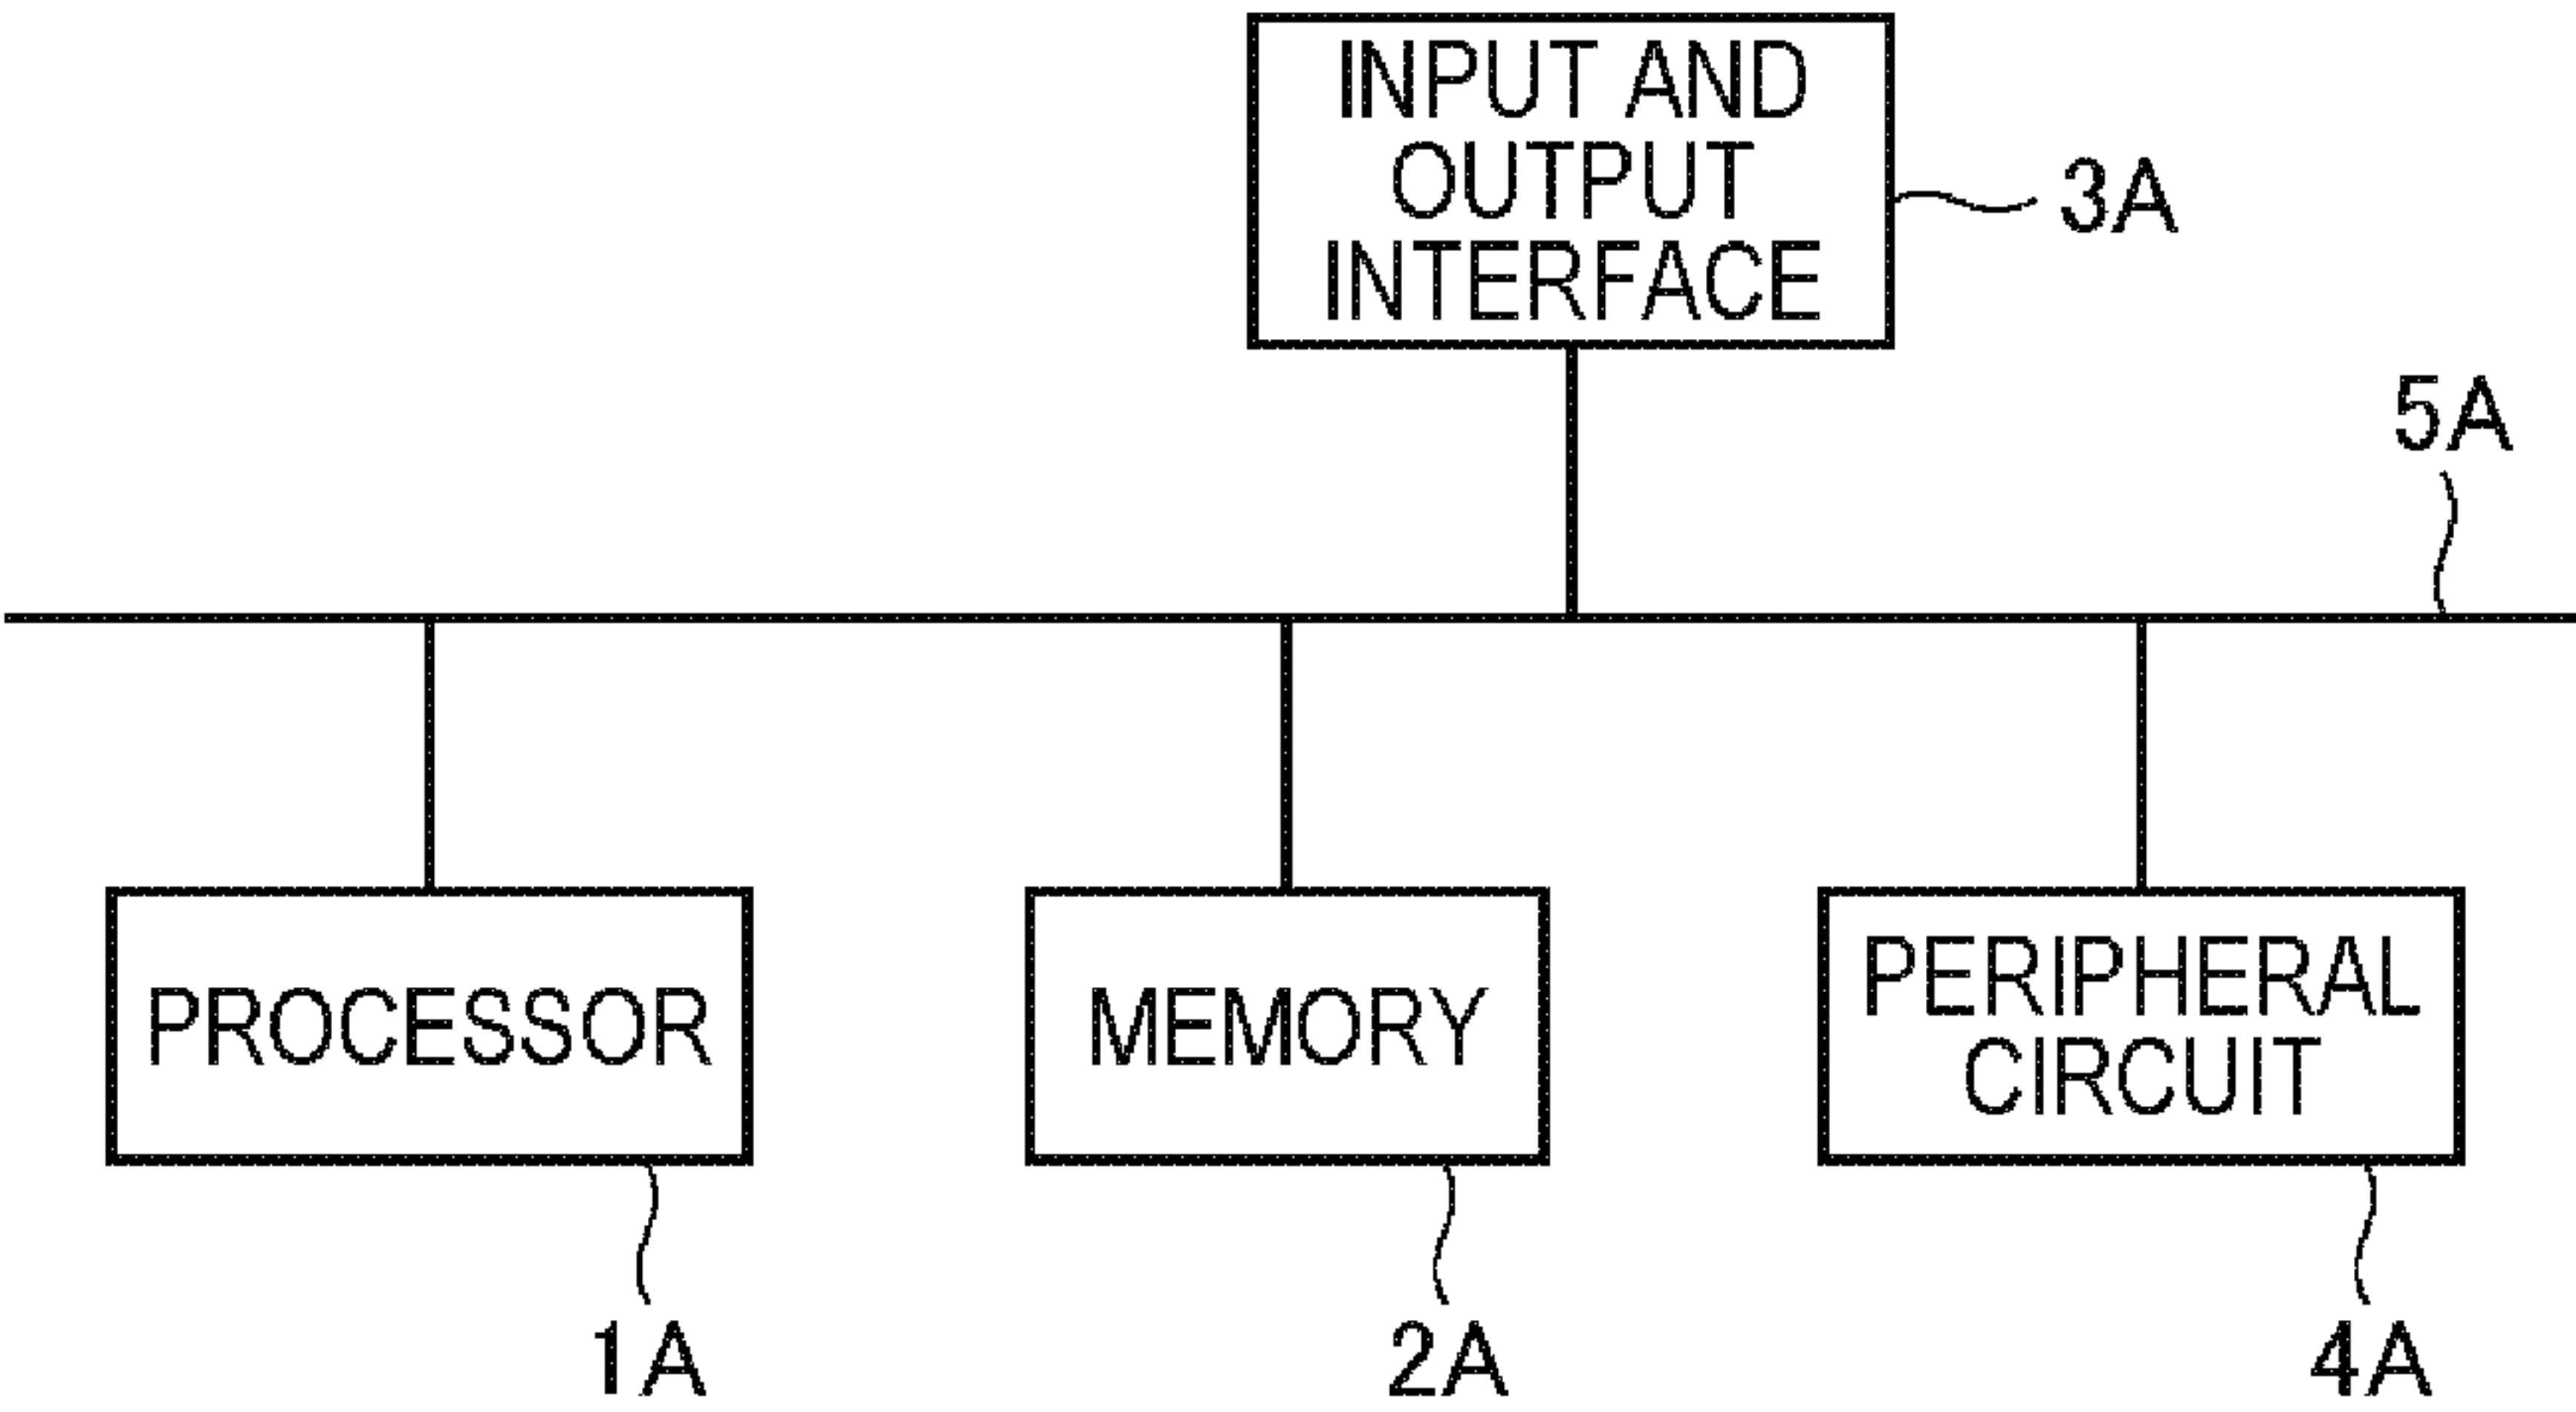 INPUT AND
OUTPUT
INTERFACE
3A
5A
PROCESSOR
MEMORY
PERIPHERAL
CIRCUIT
1A
2A
4A